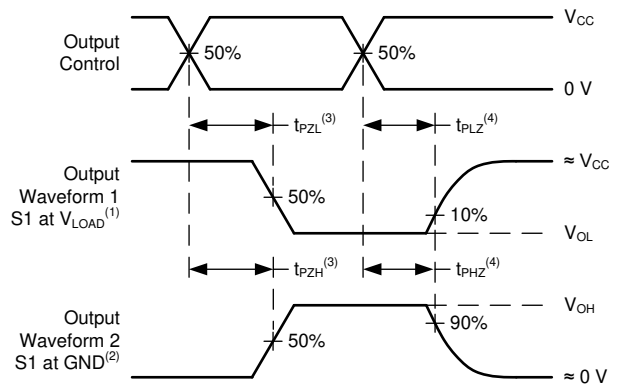 V_CC
Output
Control
50%
50%
0 V
t_PZL^(3)
t_PLZ^(4)
Output
Waveform 1
S1 at V_LOAD^(1)
≈ V_CC
50%
10%
V_OL
t_PZH^(3)
t_PHZ^(4)
Output
Waveform 2
S1 at GND^(2)
V_OH
90%
50%
≈ 0 V